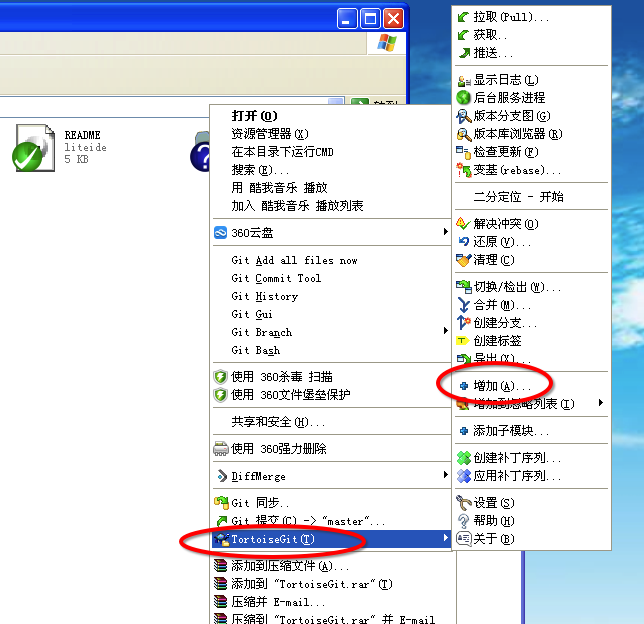 转到
README
liteide
5 KB
打开(O)
资源管理器(X)
在本目录下运行CMD
搜索(E)...
用 酷我音乐 播放
加入 酷我音乐 播放列表
360云盘
Git Add all files now
Git Commit Tool
Git History
Git Gui
Git Branch
Git Bash
使用 360杀毒 扫描
使用 360文件堡垒保护
共享和安全(H)...
使用 360强力删除
DiffMerge
Git 同步..
Git 提交(C) -> "master"...
TortoiseGit(T)
添加到压缩文件(A)...
添加到 "TortoiseGit.rar"(T)
压缩并 E-mail...
压缩到 "TortoiseGit.rar" 并 E-mail
拉取(Pull)...
获取..
推送...
显示日志(L)
后台服务进程
版本分支图(G)
版本库浏览器(R)
检查更新(F)
变基(rebase)...
二分定位 - 开始
解决冲突(O)
还原(V)...
清理(C)
切换/检出(W)...
合并(M)...
创建分支...
创建标签
导出(X)...
增加(A)...
增加到忽略列表(I)
添加子模块...
创建补丁序列...
应用补丁序列...
设置(S)
帮助(H)
关于(B)